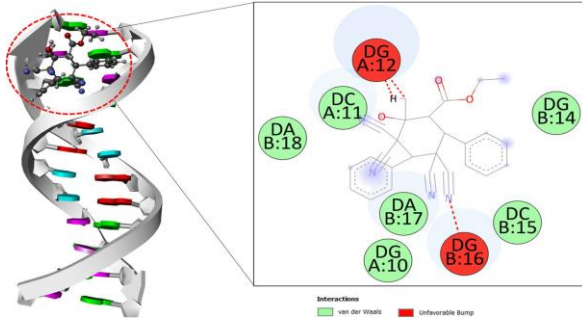 DG
A:12
DC
A:11
DG
B:14
DA
B:18
H
O
O
O
N
N
N
DA
B:17
DC
B:15
DG
B:16
DG
A:10
Interactions
van der Waals
Unfavorable Bump